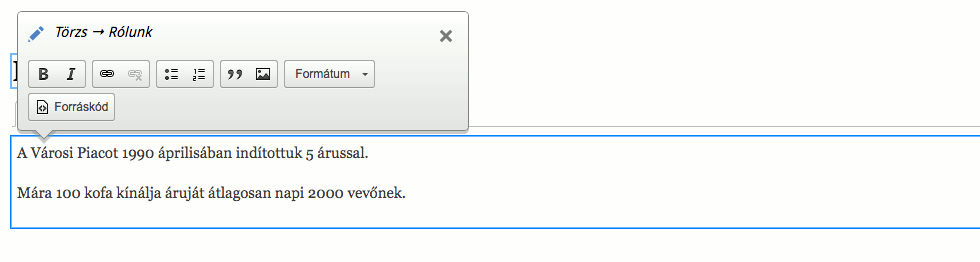 Törzs → Rólunk
B I Formátum
Forráskód
A Városi Piacot 1990 áprilisában indítottuk 5 árussal.
Mára 100 kofa kínálja áruját átlagosan napi 2000 vevőnek.